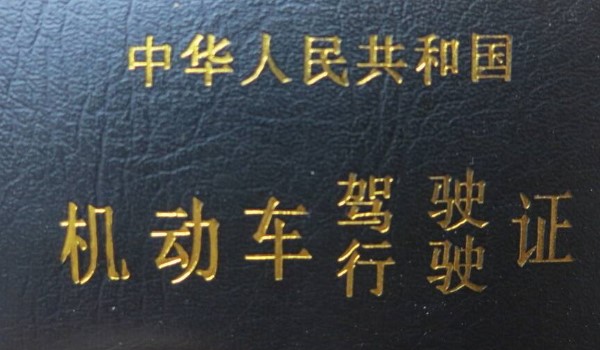 中华人民共和国
机动车驾驶证
行驶